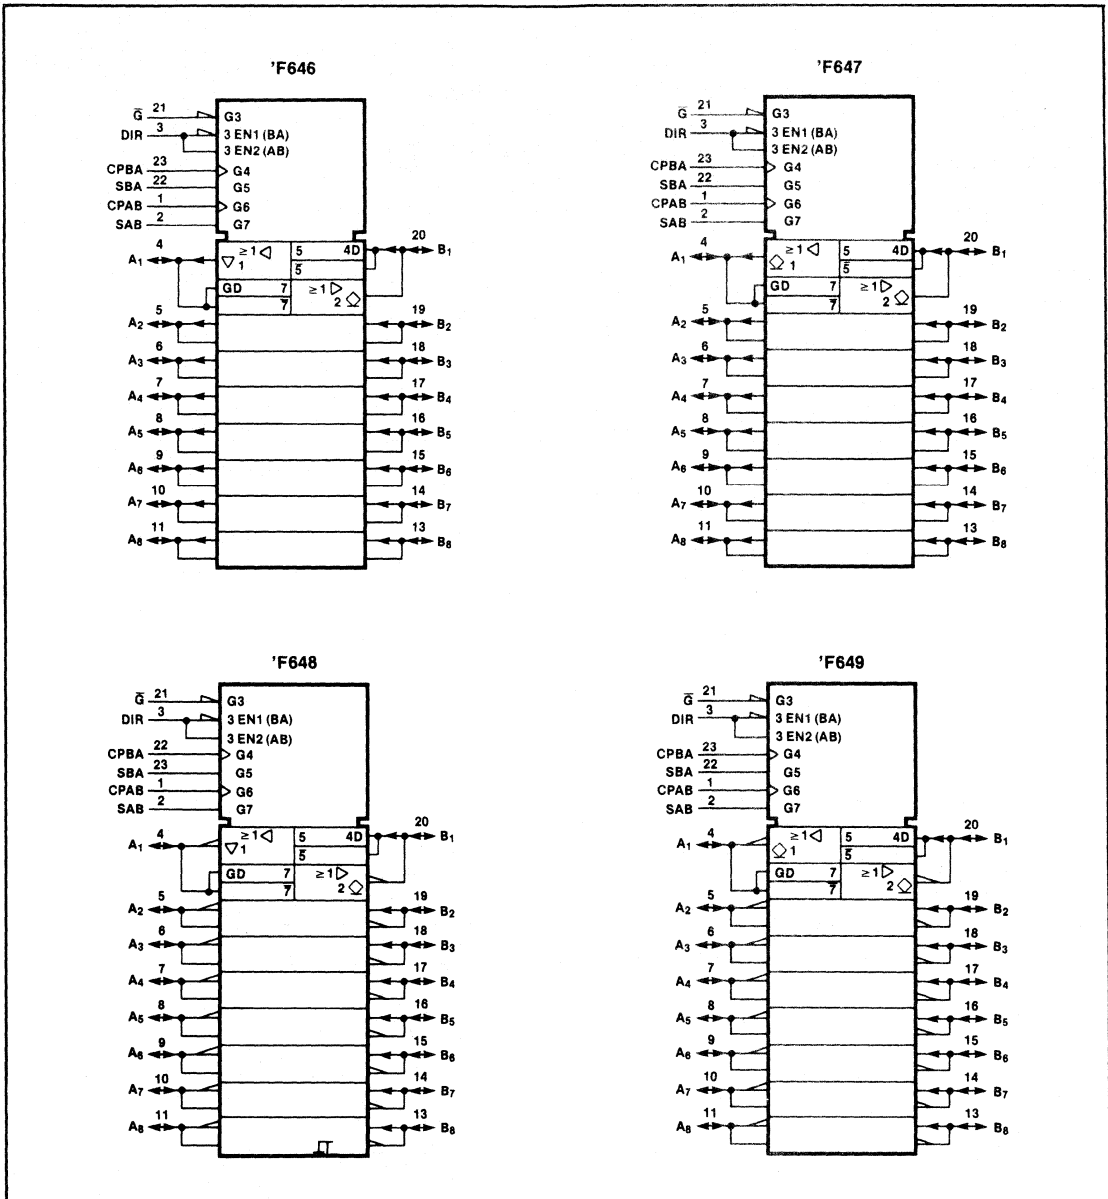 'F646
G̅ 21 G3
DIR 3 3 EN1 (BA)
3 EN2 (AB)
CPBA 23 G4
SBA 22 G5
CPAB 1 G6
SAB 2 G7
A1 4 ≥1 1 5 4D 20 B1
5̅
GD 7 ≥1
7̅ 2
A2 5 19 B2
A3 6 18 B3
A4 7 17 B4
A5 8 16 B5
A6 9 15 B6
A7 10 14 B7
A8 11 13 B8
'F647
G̅ 21 G3
DIR 3 3 EN1 (BA)
3 EN2 (AB)
CPBA 23 G4
SBA 22 G5
CPAB 1 G6
SAB 2 G7
A1 4 ≥1 1 5 4D 20 B1
5̅
GD 7 ≥1
7̅ 2
A2 5 19 B2
A3 6 18 B3
A4 7 17 B4
A5 8 16 B5
A6 9 15 B6
A7 10 14 B7
A8 11 13 B8
'F648
G̅ 21 G3
DIR 3 3 EN1 (BA)
3 EN2 (AB)
CPBA 22 G4
SBA 23 G5
CPAB 1 G6
SAB 2 G7
A1 4 ≥1 1 5 4D 20 B1
5̅
GD 7 ≥1
7̅ 2
A2 5 19 B2
A3 6 18 B3
A4 7 17 B4
A5 8 16 B5
A6 9 15 B6
A7 10 14 B7
A8 11 13 B8
'F649
G̅ 21 G3
DIR 3 3 EN1 (BA)
3 EN2 (AB)
CPBA 23 G4
SBA 22 G5
CPAB 1 G6
SAB 2 G7
A1 4 ≥1 1 5 4D 20 B1
5̅
GD 7 ≥1
7̅ 2
A2 5 19 B2
A3 6 18 B3
A4 7 17 B4
A5 8 16 B5
A6 9 15 B6
A7 10 14 B7
A8 11 13 B8